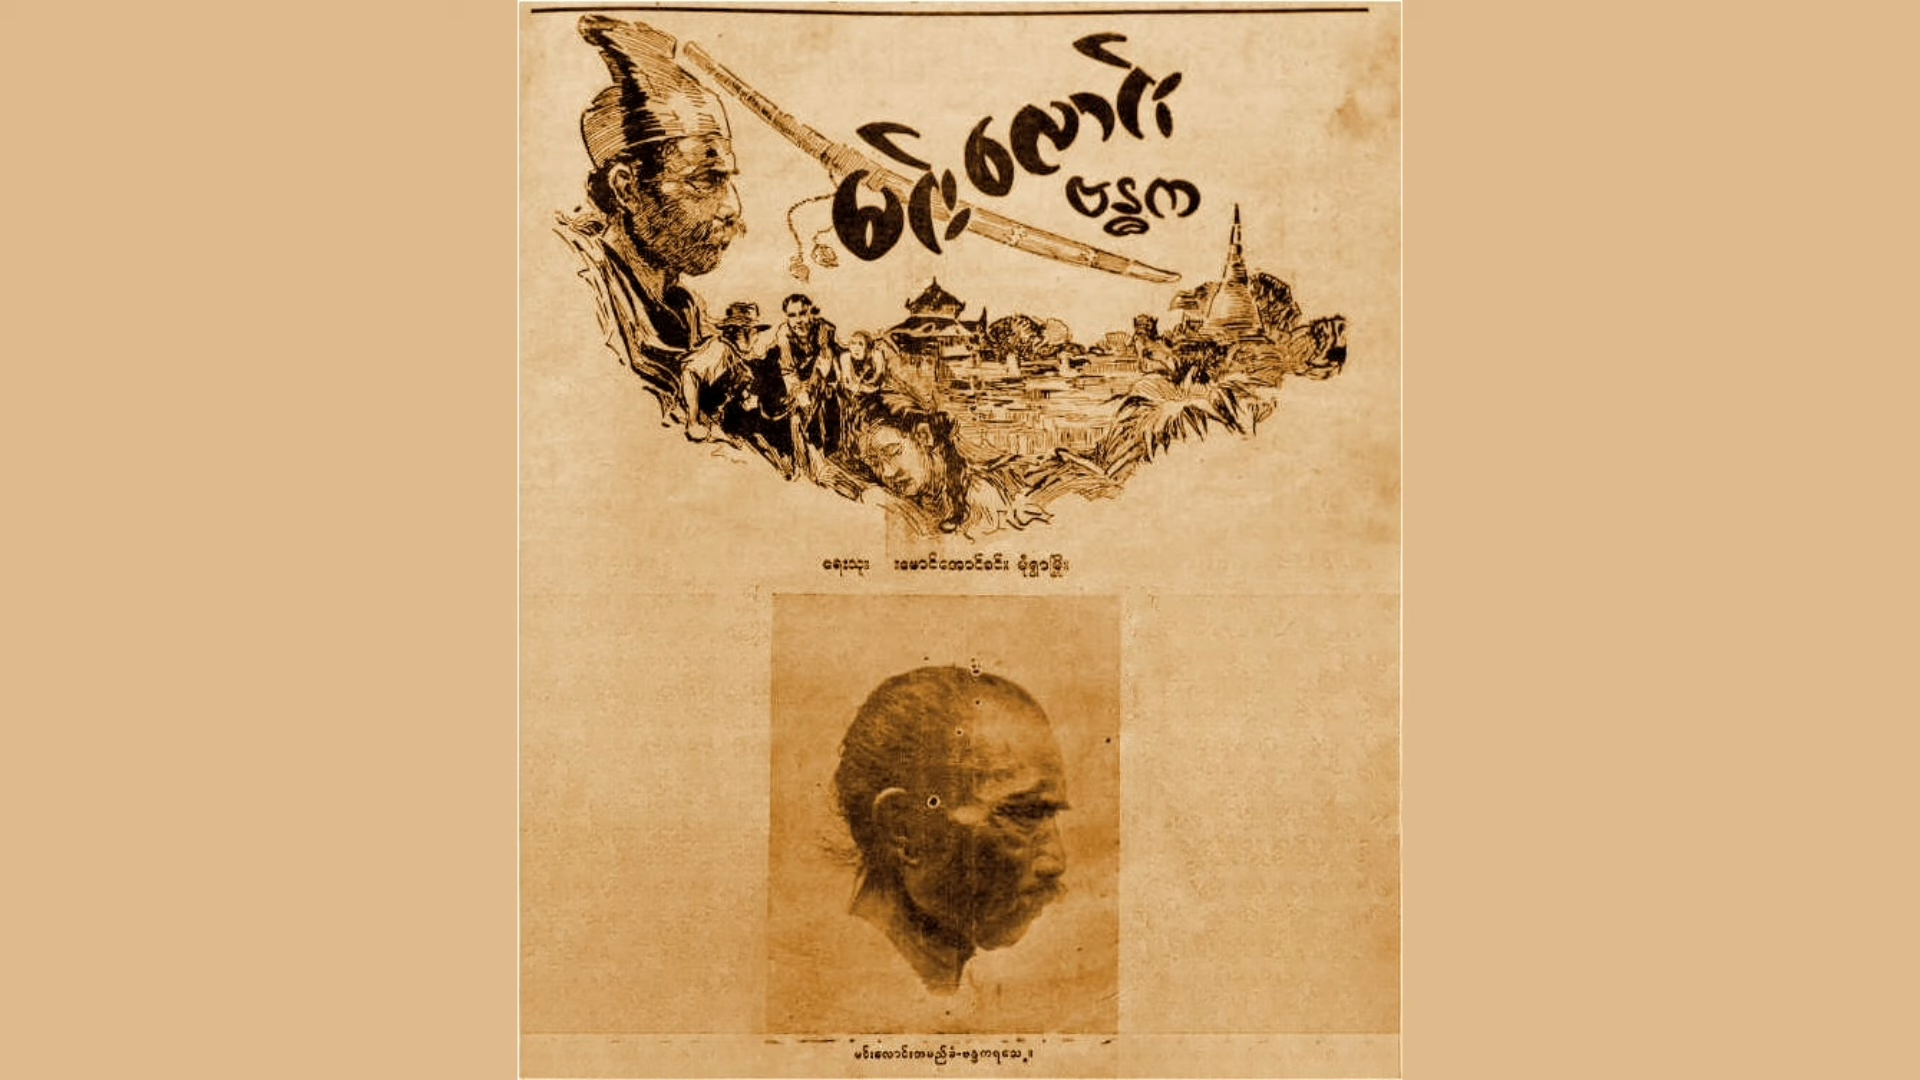 မင်းလောင်း
ဗန္ဓက
ရေးသူး းမောင်အောင်ခင်း မုံရွာမြို့း
မင်းလောင်းအမည်ခံ-ဗန္ဓကရသေ့။